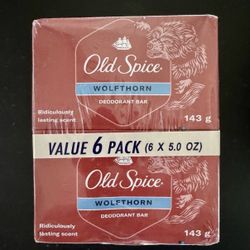 Old Spice
WOLFTHORN
DEODORANT BAR
Ridiculously
lasting scent
143 g
VALUE 6 PACK (6 X 5.0 OZ)
Old Spice
WOLFTHORN
DEODORANT BAR
Ridiculously
lasting scent
143 g